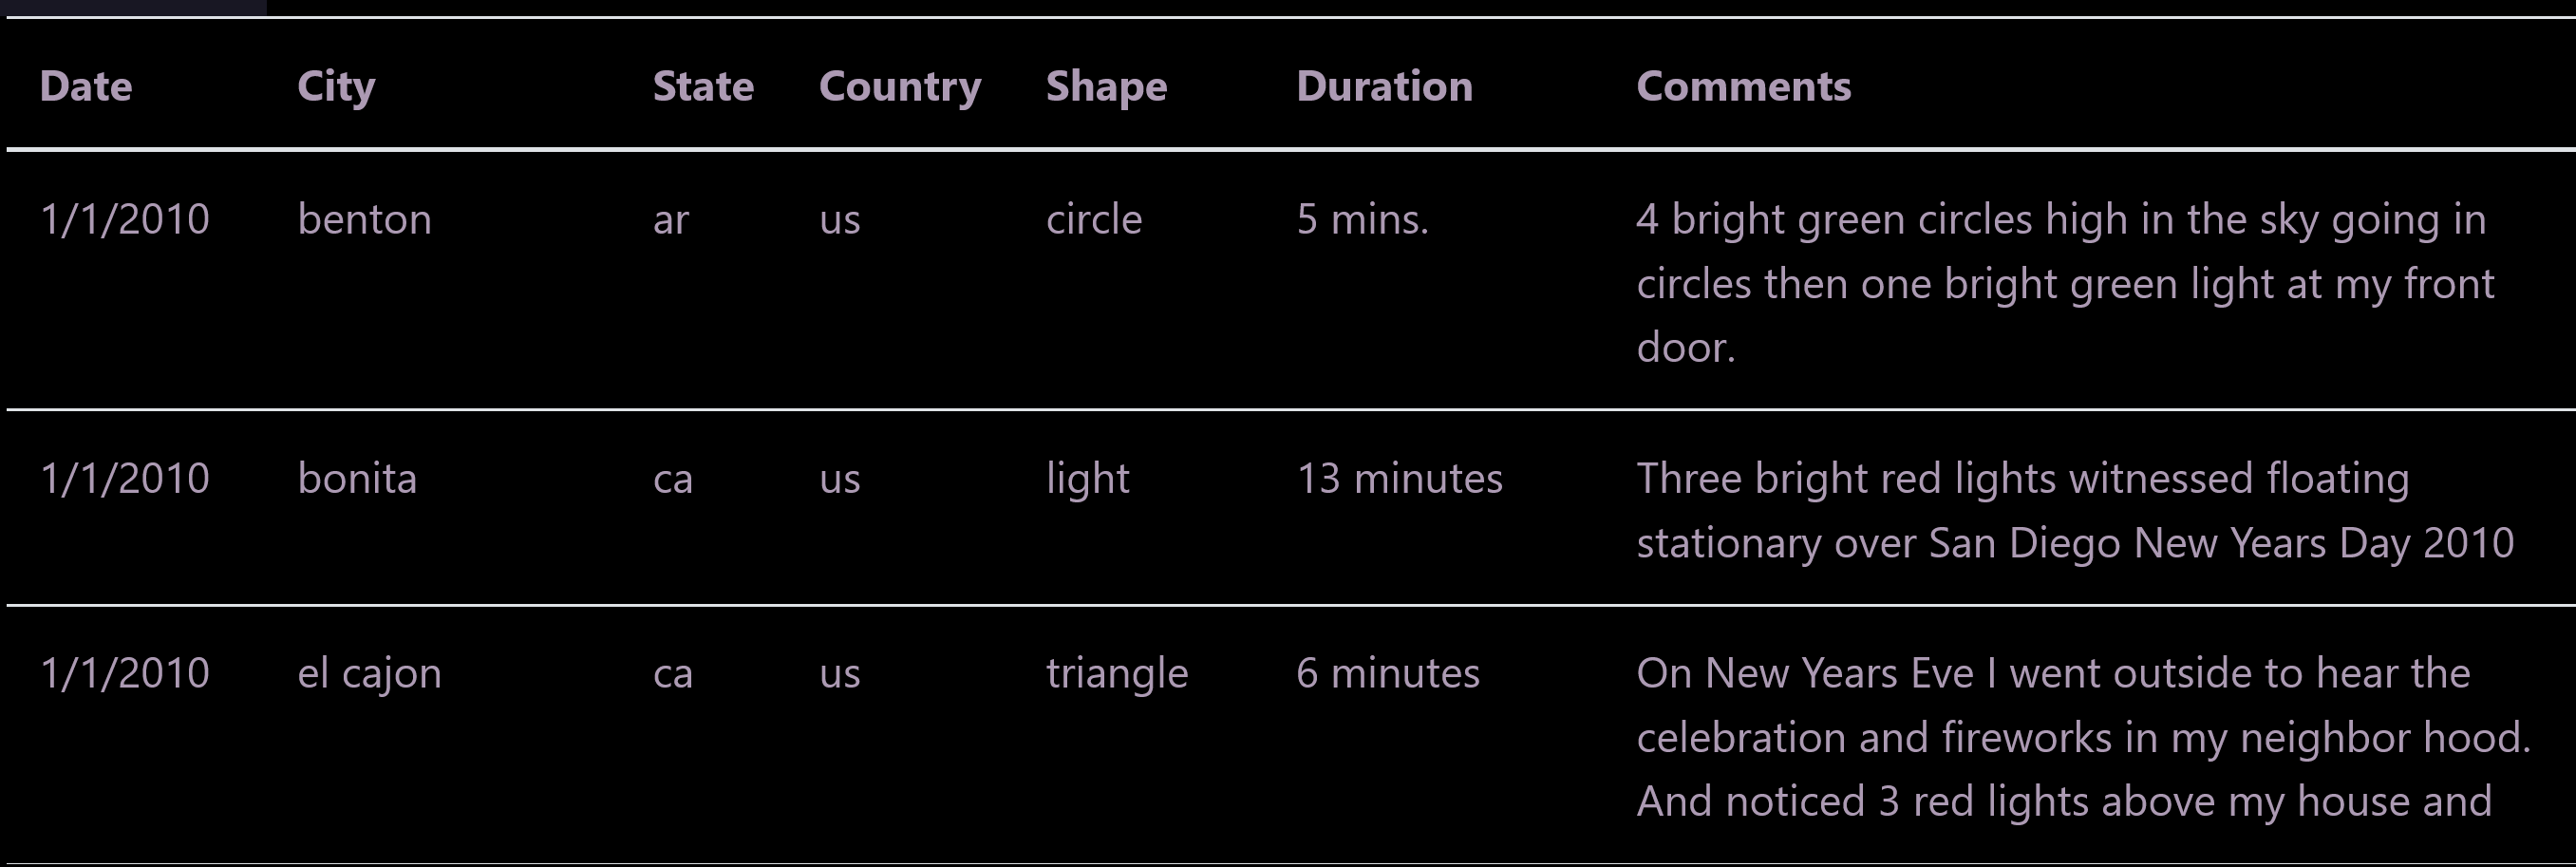 Date City State Country Shape Duration Comments
1/1/2010 benton ar us circle 5 mins. 4 bright green circles high in the sky going in
circles then one bright green light at my front
door.
1/1/2010 bonita ca us light 13 minutes Three bright red lights witnessed floating
stationary over San Diego New Years Day 2010
1/1/2010 el cajon ca us triangle 6 minutes On New Years Eve I went outside to hear the
celebration and fireworks in my neighbor hood.
And noticed 3 red lights above my house and